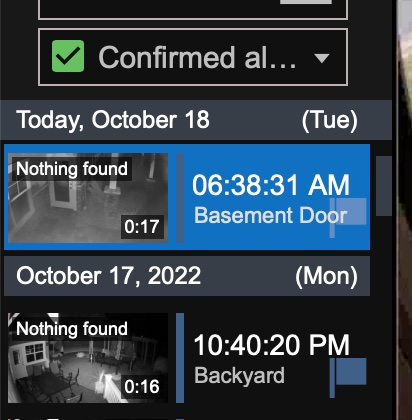 Confirmed al...
Today, October 18 (Tue)
Nothing found
06:38:31 AM
Basement Door
0:17
October 17, 2022 (Mon)
Nothing found
10:40:20 PM
Backyard
0:16